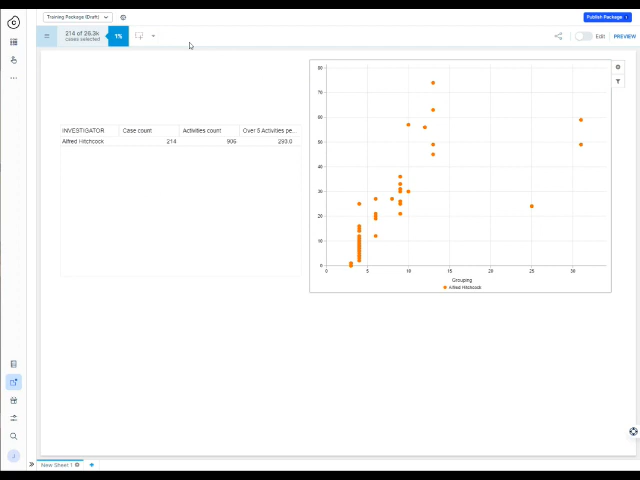 Training Package (Draft)
Publish Package
214 of 26.3k
cases selected
1%
Edit
PREVIEW
INVESTIGATOR Case count Activities count Over 5 Activities pe...
Alfred Hitchcock 214 906 293.0
80
70
60
50
40
30
20
10
0
0 5 10 15 20 25 30
Grouping
Alfred Hitchcock
New Sheet 1